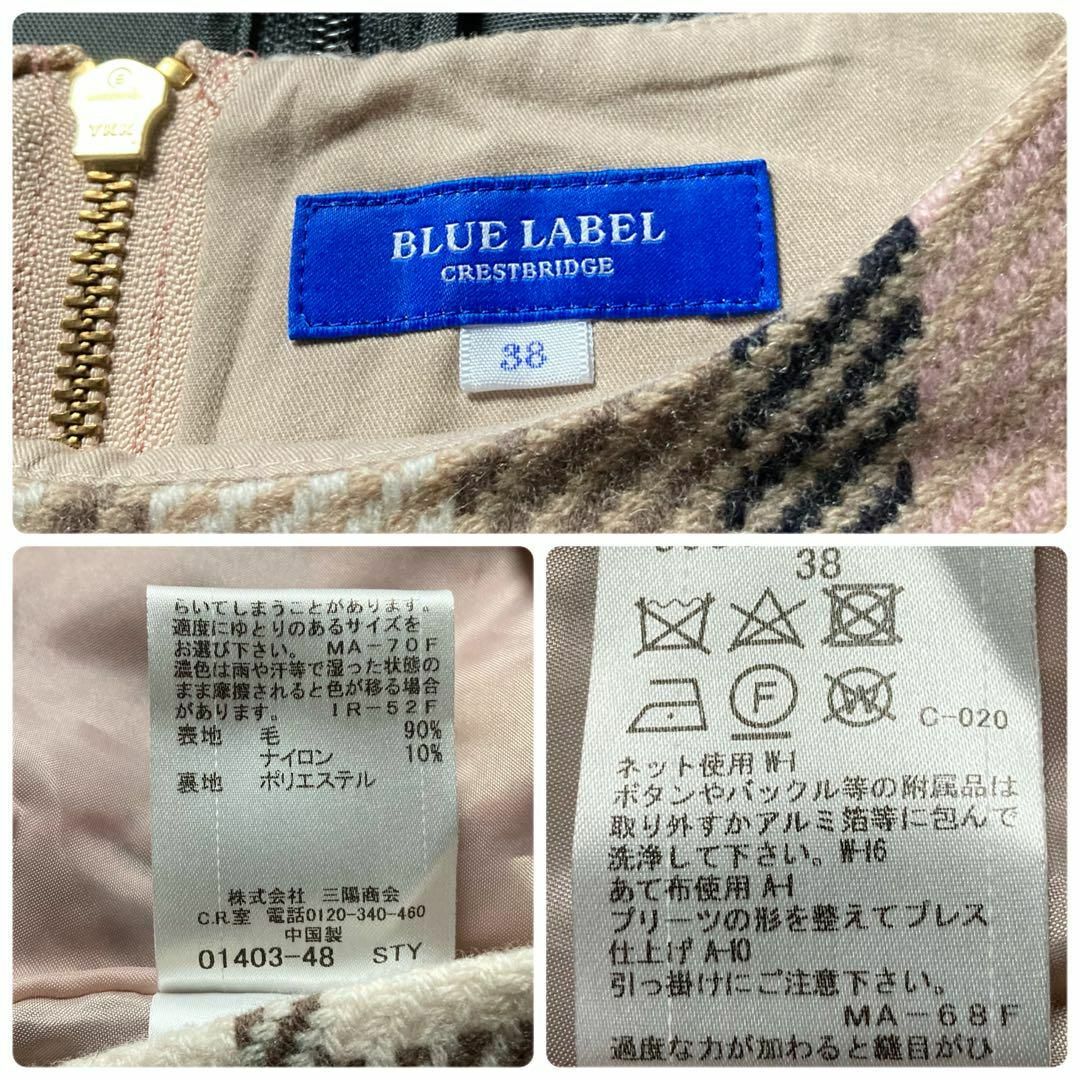 YKK
BLUE LABEL
CRESTBRIDGE
38
らいてしまうことがあります。
適度にゆとりのあるサイズを
お選び下さい。 MA-70F
濃色は雨や汗等で湿った状態の
まま摩擦されると色が移る場合
があります。 IR-52F
表地 毛 90%
ナイロン 10%
裏地 ポリエステル
株式会社 三陽商会
C.R.室 電話0120-340-460
中国製
01403-48 STY
38
F
W
C-020
ネット使用 W-1
ボタンやバックル等の附属品は
取り外すかアルミ箔等に包んで
洗浄して下さい。W-16
あて布使用 A-1
プリーツの形を整えてプレス
仕上げ A-10
引っ掛けにご注意下さい。
MA-68F
過度な力が加わると縫目がひ